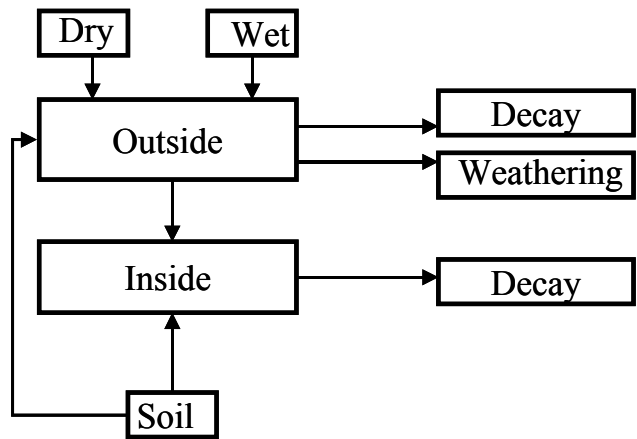 Dry
Wet
Outside
Decay
Weathering
Inside
Decay
Soil